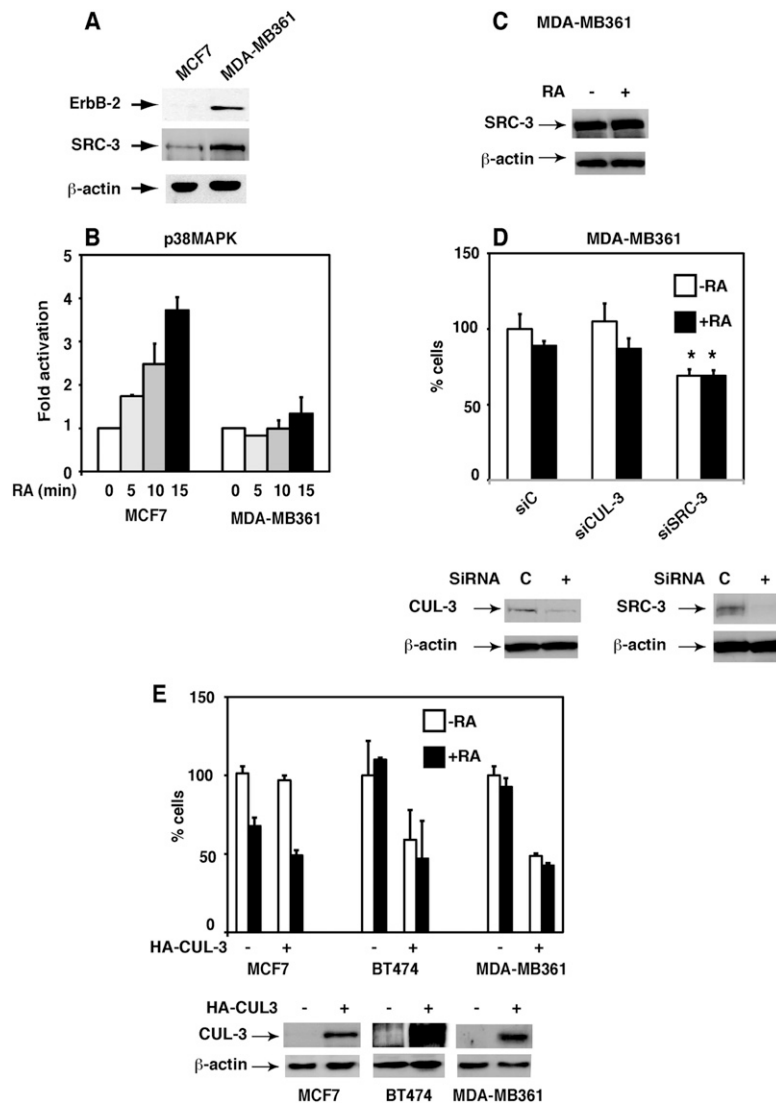 A
MCF7
MDA-MB361
ErbB-2
SRC-3
β-actin
C MDA-MB361
RA - +
SRC-3
β-actin
B p38MAPK
Fold activation
5
4
3
2
1
0
RA (min) 0 5 10 15 0 5 10 15
MCF7 MDA-MB361
D MDA-MB361
% cells
150
100
50
0
-RA
+RA
* *
siC
siCUL-3
siSRC-3
SiRNA C +
CUL-3
β-actin
SiRNA C +
SRC-3
β-actin
E
% cells
150
100
50
0
-RA
+RA
HA-CUL-3 - + - + - +
MCF7 BT474 MDA-MB361
HA-CUL3 - + - + - +
CUL-3
β-actin
MCF7 BT474 MDA-MB361